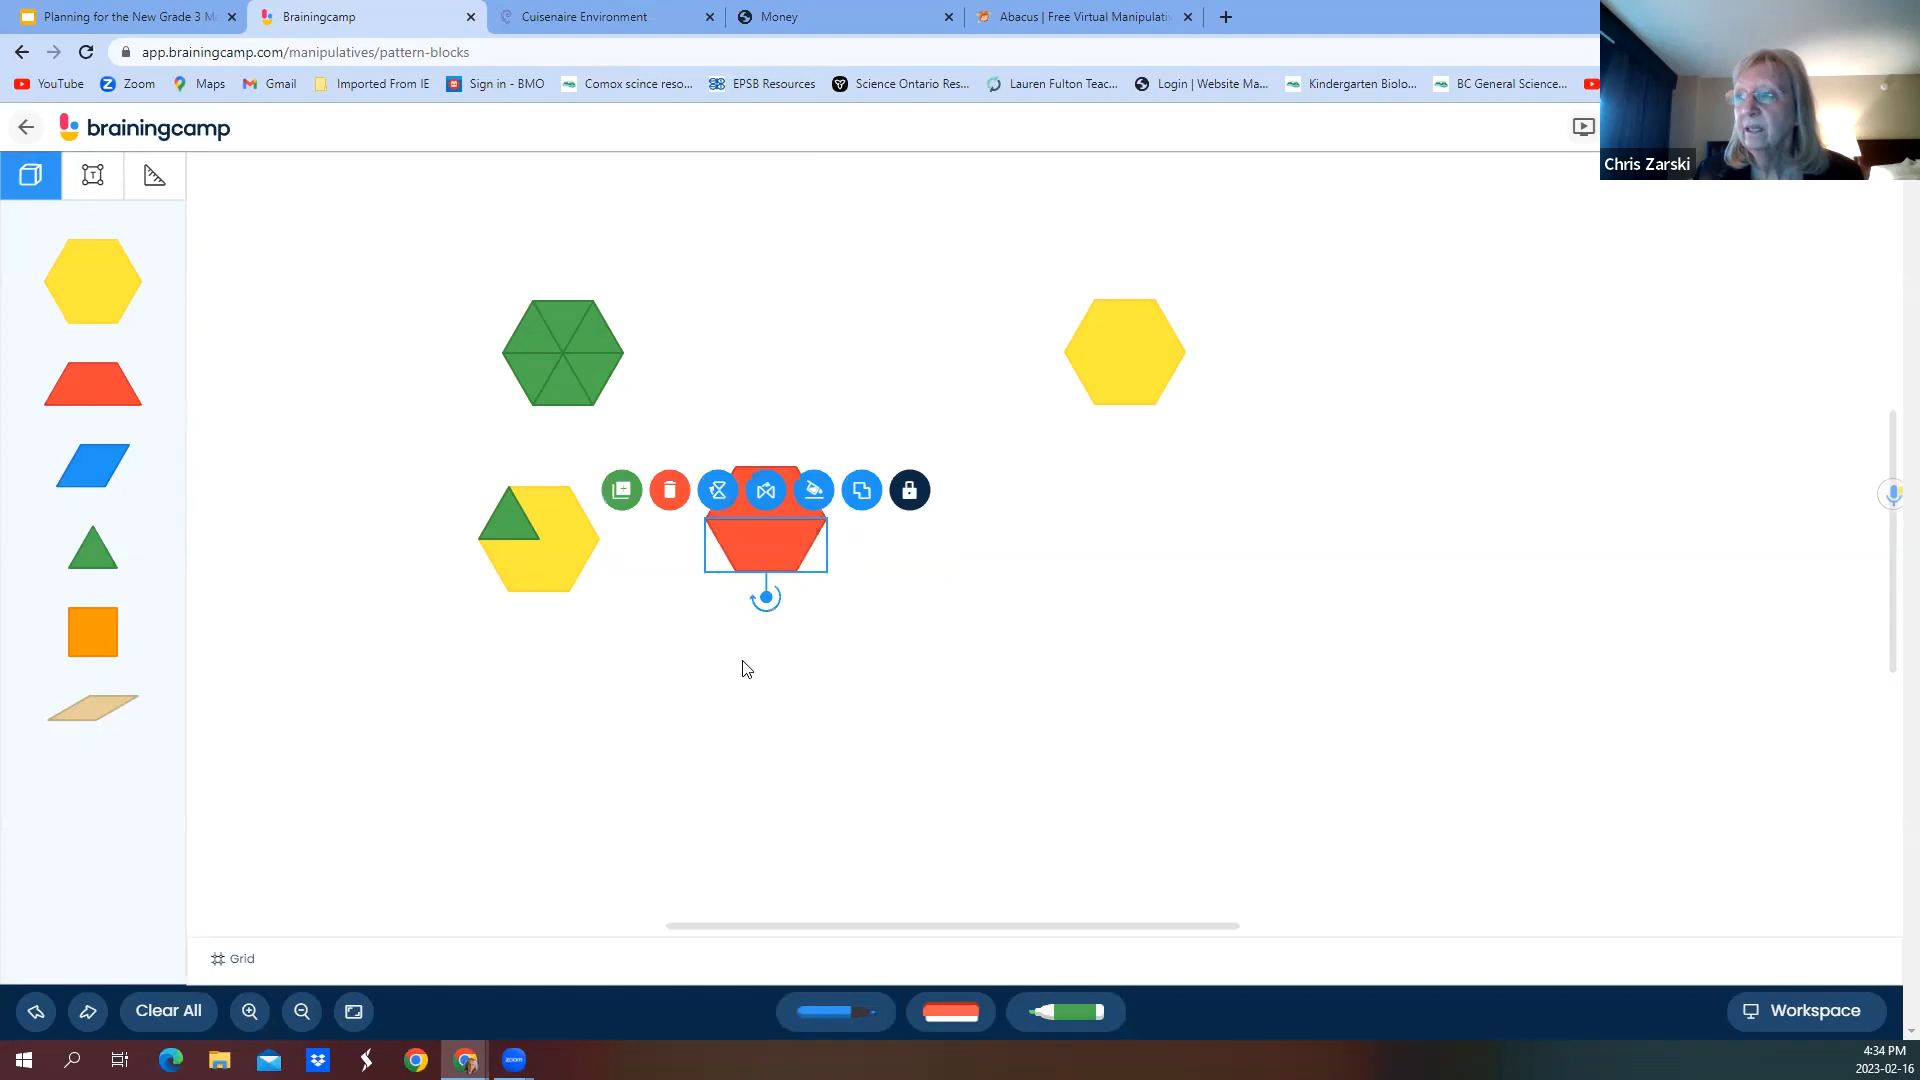 Planning for the New Grade 3 M
Brainingcamp
Cuisenaire Environment
Money
Abacus | Free Virtual Manipulati
app.brainingcamp.com/manipulatives/pattern-blocks
YouTube
Zoom
Maps
Gmail
Imported From IE
Sign in - BMO
Comox scince reso...
EPSB Resources
Science Ontario Res...
Lauren Fulton Teac...
Login | Website Ma...
Kindergarten Biolo...
BC General Science...
brainingcamp
T
Chris Zarski
Grid
Clear All
Workspace
zoom
4:34 PM
2023-02-16